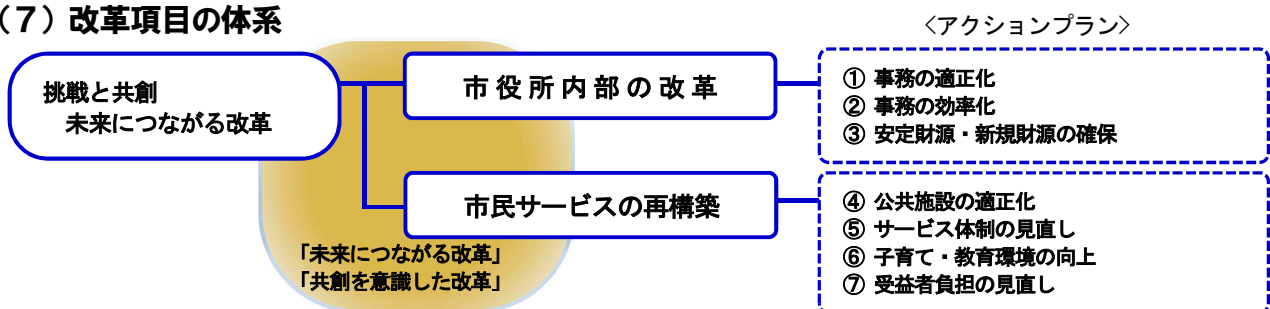 （７）改革項目の体系
〈アクションプラン〉
挑戦と共創
未来につながる改革
市役所内部の改革
① 事務の適正化
② 事務の効率化
③ 安定財源・新規財源の確保
市民サービスの再構築
④ 公共施設の適正化
⑤ サービス体制の見直し
⑥ 子育て・教育環境の向上
⑦ 受益者負担の見直し
「未来につながる改革」
「共創を意識した改革」